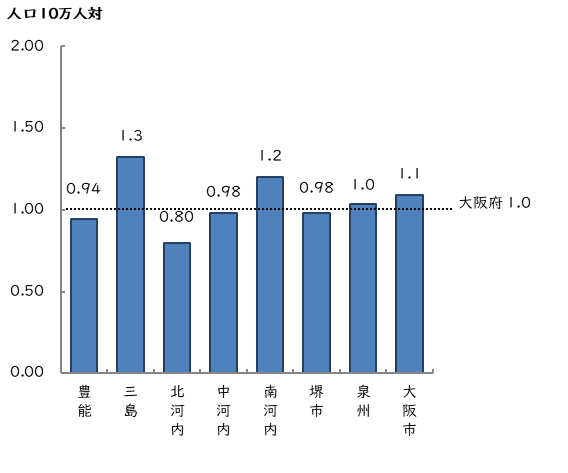 人口10万人対
2.00
1.50
1.00
0.50
0.00
0.94
1.3
0.80
0.98
1.2
0.98
1.0
1.1
大阪府 1.0
豊能
三島
北河内
中河内
南河内
堺市
泉州
大阪市